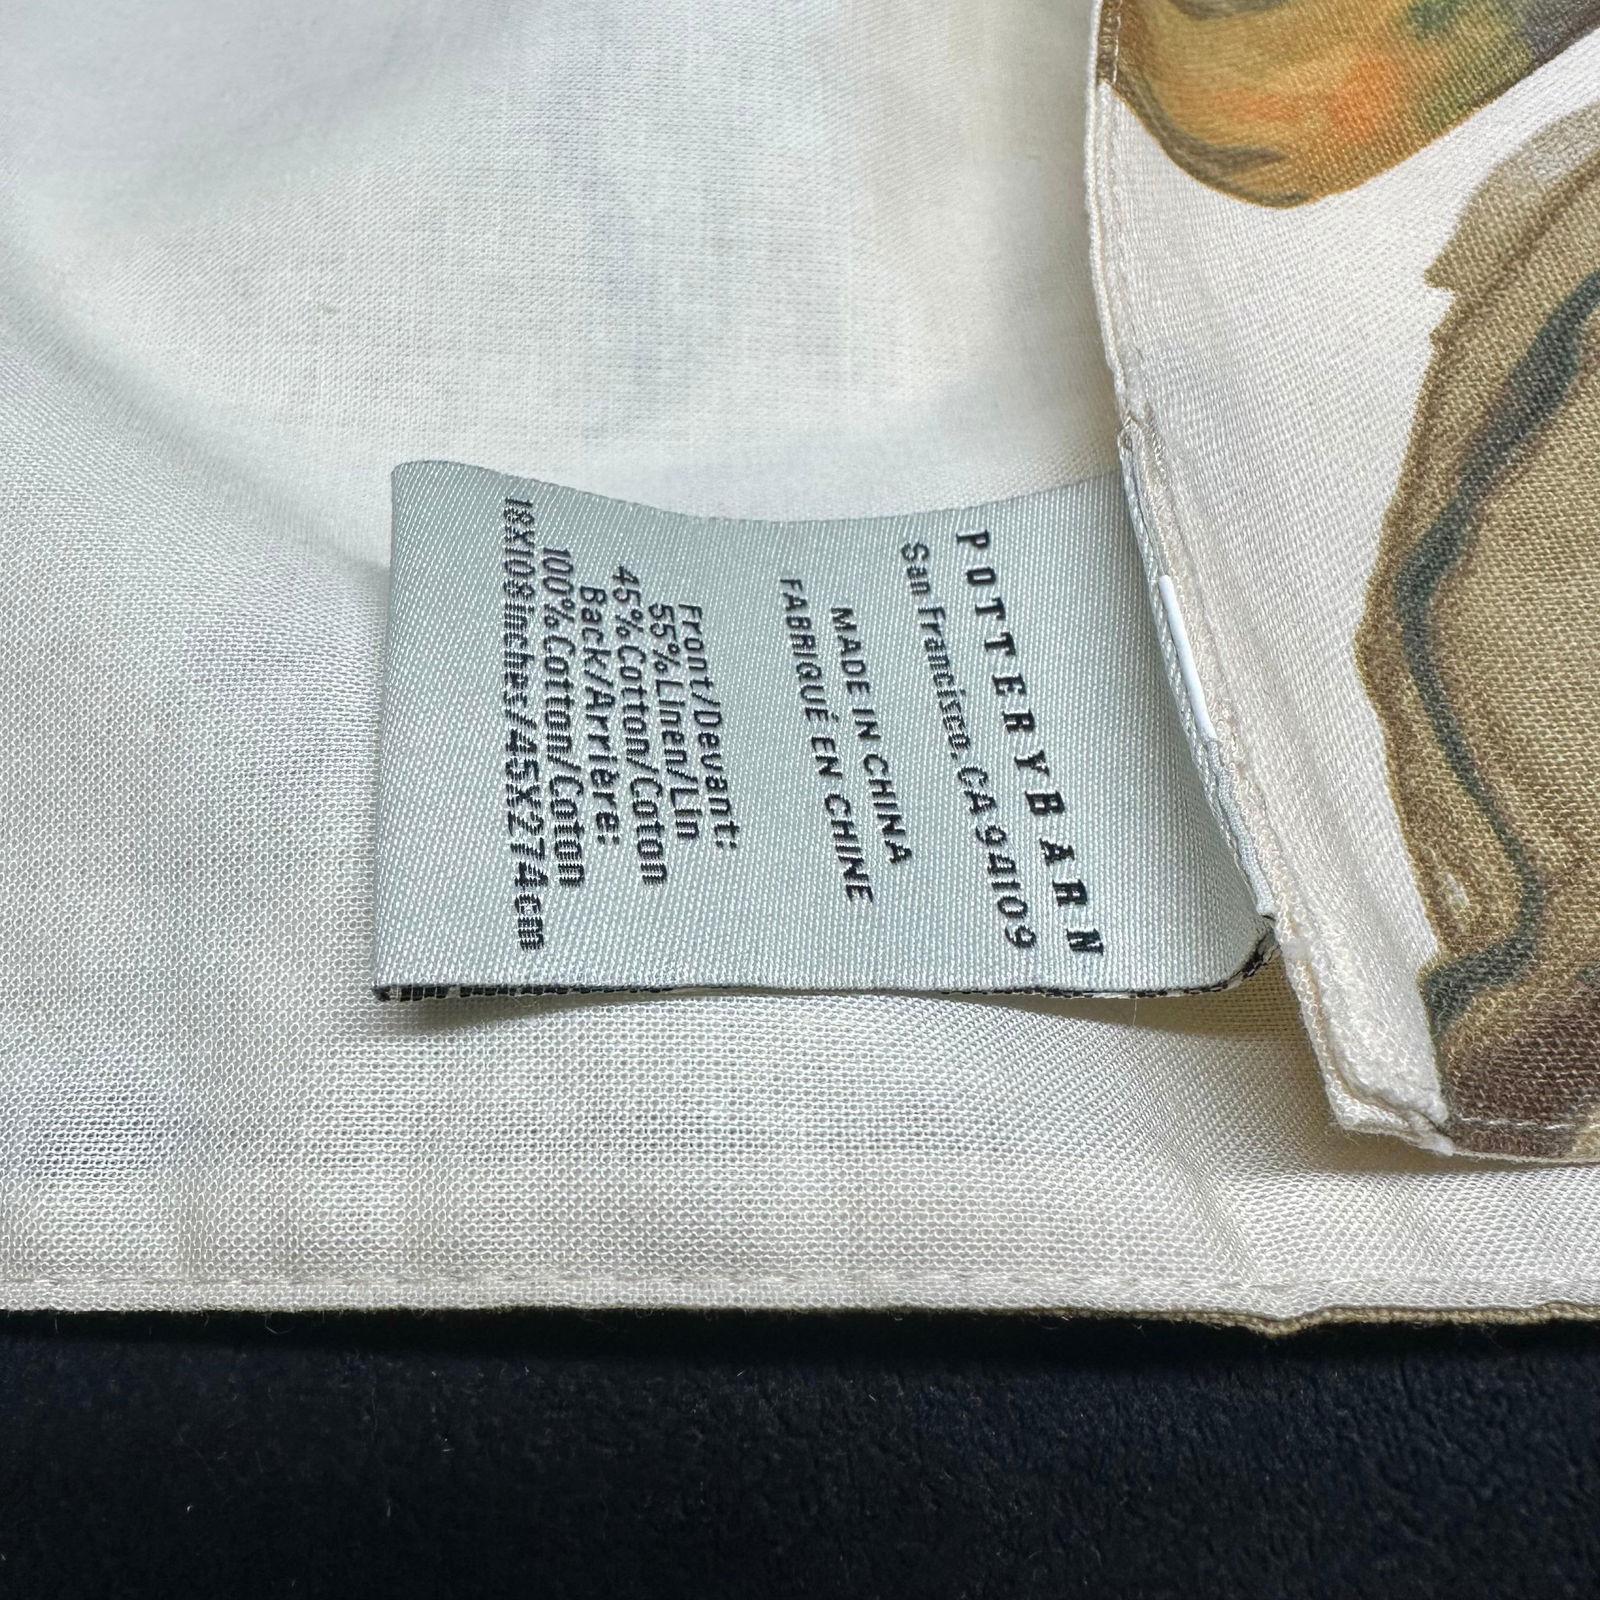 POTTERYBARN
San Francisco, CA 94109
MADE IN CHINA
FABRIQUÉ EN CHINE
Front/Devant:
55%Linen/Lin
45%Cotton/Coton
Back/Arrière:
100%Cotton/Coton
18X108inches/45X274cm